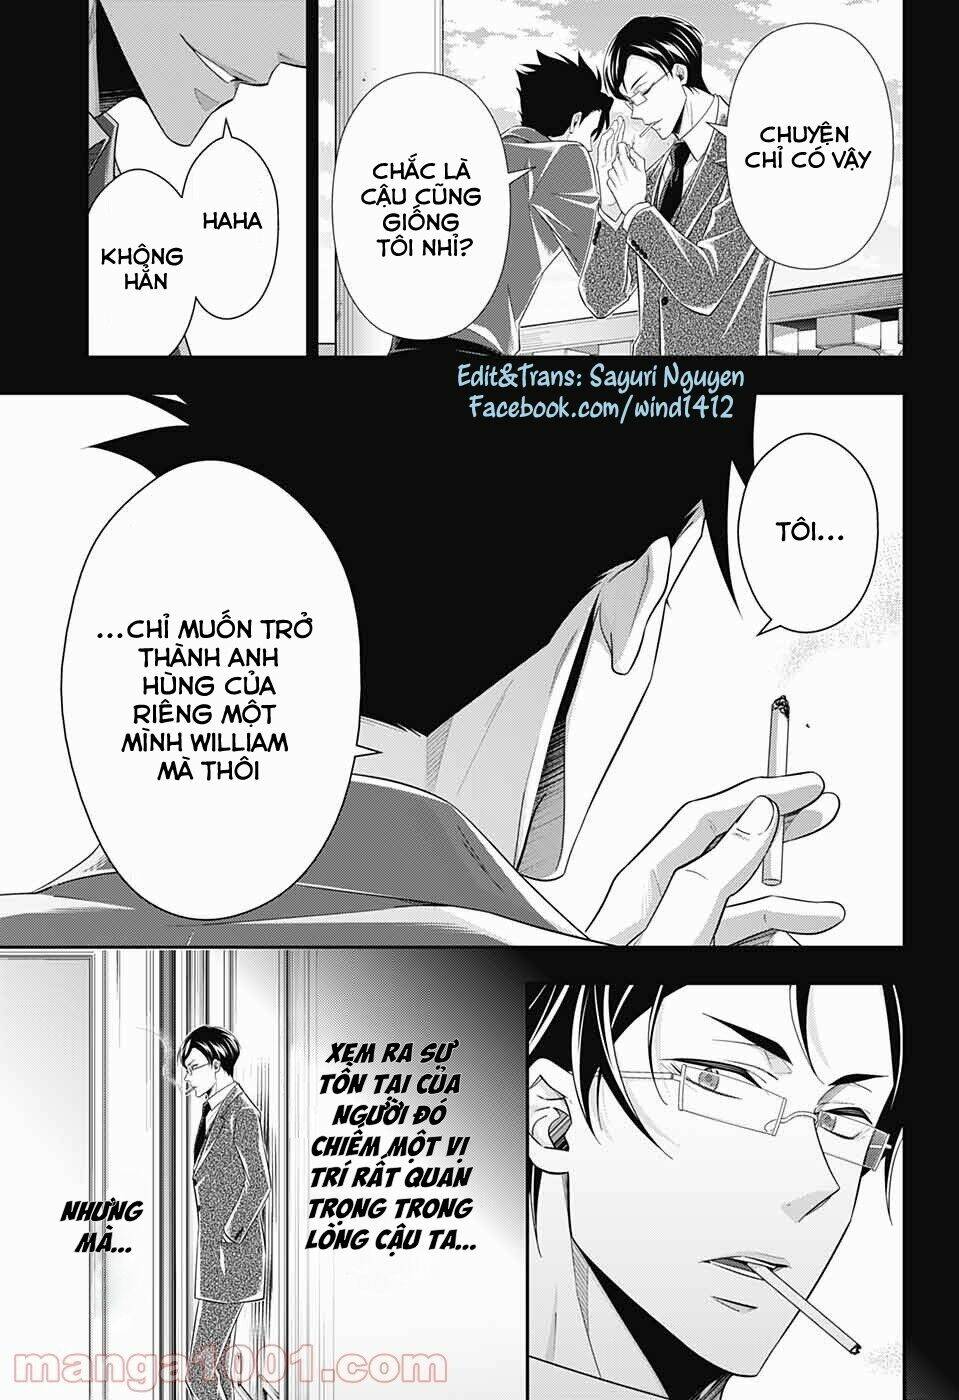 CHUYỆN
CHỈ CÓ VẬY
CHẮC LÀ
CẬU CŨNG
GIỐNG
TÔI NHỈ?
HAHA
KHÔNG
HẲN
Edit&Trans: Sayuri Nguyen
Facebook.com/wind1412
TÔI...
...CHỈ MUỐN TRỞ
THÀNH ANH
HÙNG CỦA
RIÊNG MỘT
MÌNH WILLIAM
MÀ THÔI
XEM RA SỰ
TỒN TẠI CỦA
NGƯỜI ĐÓ
CHIẾM MỘT VỊ
TRÍ RẤT QUAN
TRỌNG TRONG
LÒNG CẬU TA...
NHƯNG
MÀ...
manga1001.com